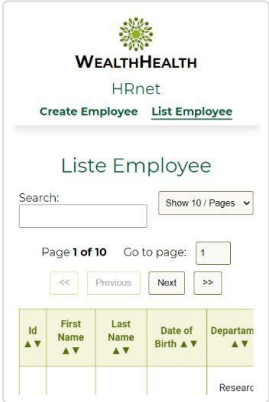 WEALTHHEALTH
HRnet
Create Employee List Employee
Liste Employee
Search:
Show 10 / Pages
Page 1 of 10 Go to page: 1
<< Previous Next >>
Id ▲▼ First Name ▲▼ Last Name ▲▼ Date of Birth ▲▼ Departam ▲▼
Researc